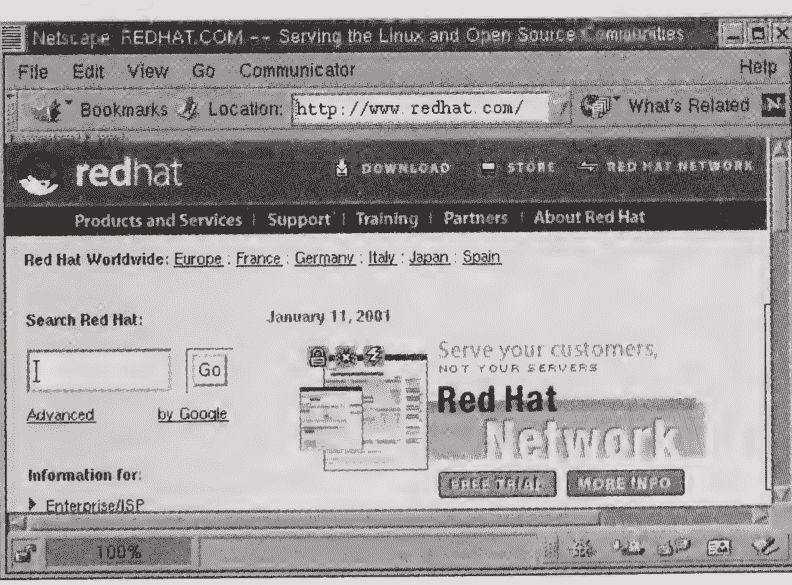 Netscape: REDHAT.COM -- Serving the Linux and Open Source Communities
File Edit View Go Communicator Help
Bookmarks Location: http://www.redhat.com/ What's Related N
redhat DOWNLOAD STORE RED HAT NETWORK
Products and Services | Support | Training | Partners | About Red Hat
Red Hat Worldwide: Europe : France : Germany : Italy : Japan : Spain
Search Red Hat:
January 11, 2001
Go
Advanced by Google
Serve your customers,
NOT YOUR SERVERS
Red Hat
Network
FREE TRIAL MORE INFO
Information for:
Enterprise/ISP
100%